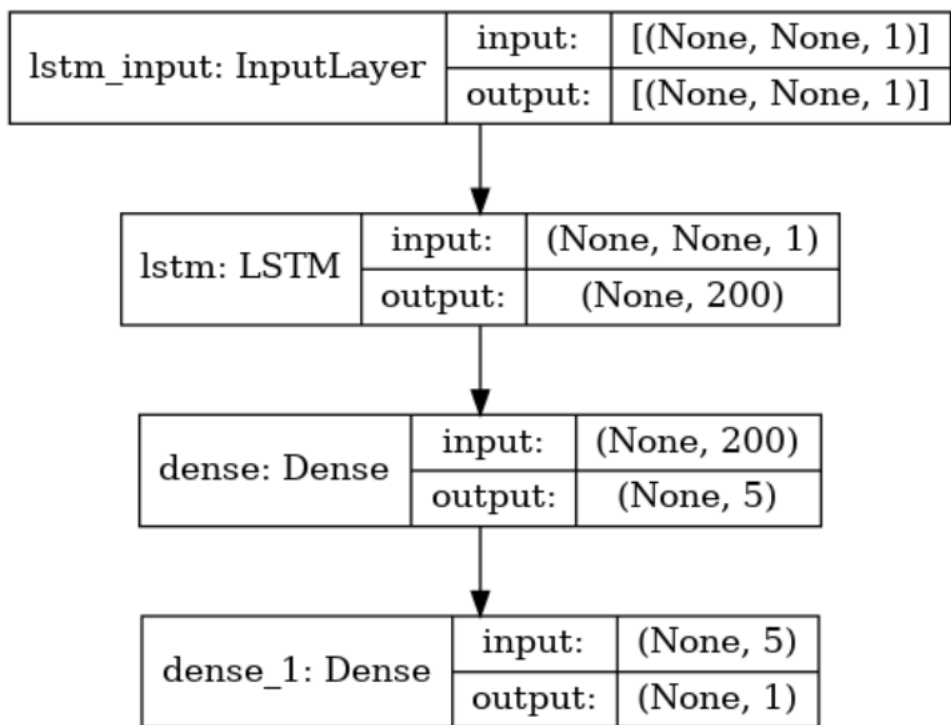 lstm_input: InputLayer
input: [(None, None, 1)]
output: [(None, None, 1)]
lstm: LSTM
input: (None, None, 1)
output: (None, 200)
dense: Dense
input: (None, 200)
output: (None, 5)
dense_1: Dense
input: (None, 5)
output: (None, 1)